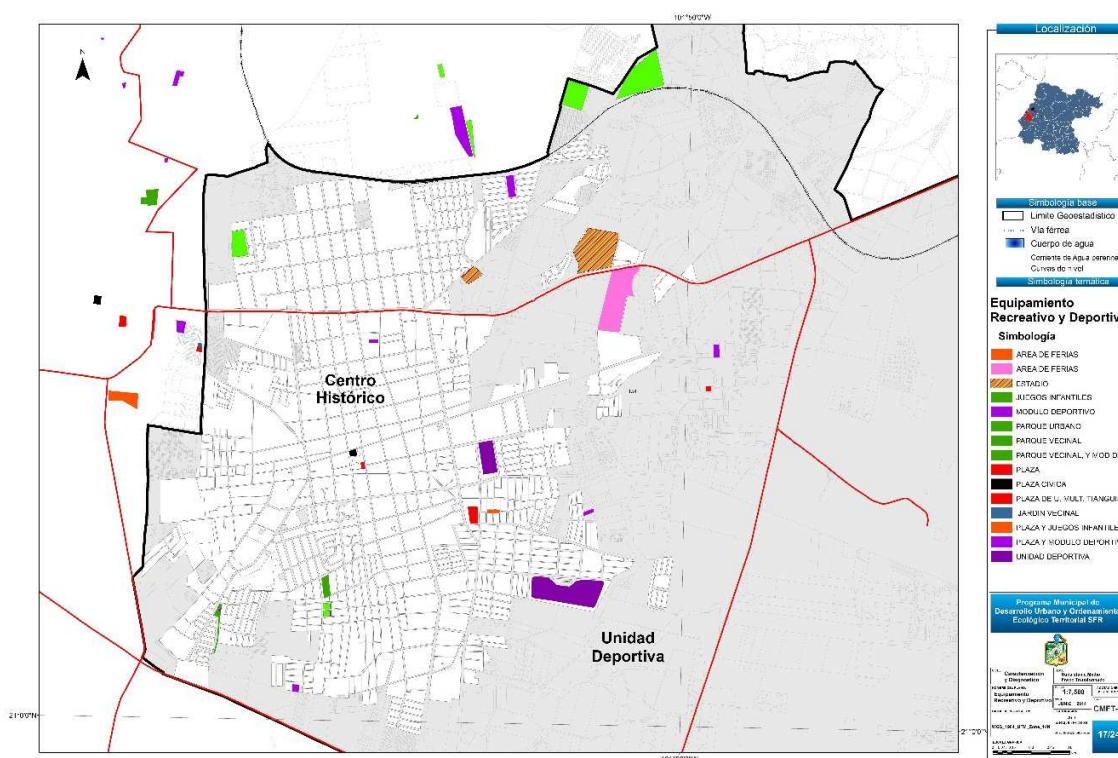 101°50'0"W
N
Centro
Histórico
Unidad
Deportiva
21°0'0"N
Localización
Simbología base
Limite Geoestadístico
Vía férrea
Cuerpo de agua
Corriente de Agua perenne
Curvas de nivel
Simbología temática
Equipamiento
Recreativo y Deportiv
Simbología
AREA DE FERIAS
AREA DE FERIAS
ESTADIO
JUEGOS INFANTILES
MODULO DEPORTIVO
PARQUE URBANO
PARQUE VECINAL
PARQUE VECINAL, Y MOD D
PLAZA
PLAZA CIVICA
PLAZA DE U. MULT. TIANGUI
JARDIN VECINAL
PLAZA Y JUEGOS INFANTILE
PLAZA Y MODULO DEPORTI
UNIDAD DEPORTIVA
Programa Municipal de
Desarrollo Urbano y Ordenamiento
Ecológico Territorial SFR
Caracterización
y Diagnóstico
1:7,500
Equipamiento
Recreativo y Deportivo
CMFT-
17/24